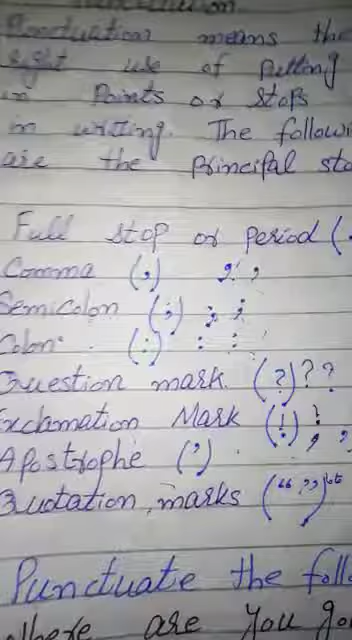 Punctuation
Punctuation means the
right use of putting
in Points or Stops
in writing. The followi
are the Principal sto
Full stop or period (.
Comma (,) , ,
Semicolon (;) ; ;
Colon (:) : :
Question mark (?) ? ?
Exclamation Mark (!) !
Apostrophe (') , ,
Quotation marks (“ ”) “
Punctuate the foll
Where are you go